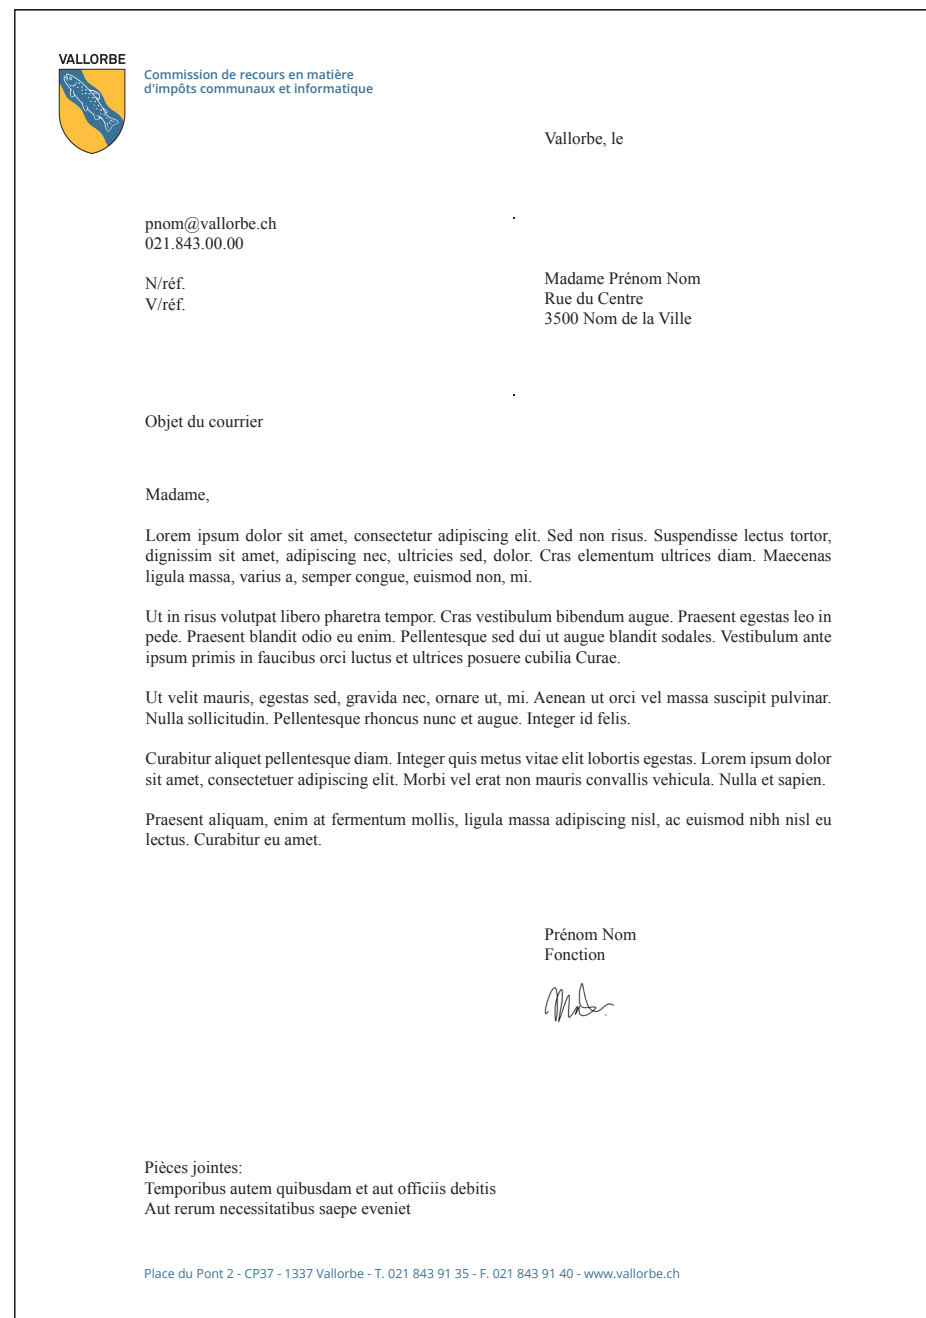 VALLORBE
Commission de recours en matière
d'impôts communaux et informatique
Vallorbe, le
pnom@vallorbe.ch
021.843.00.00
N/réf.
V/réf.
Madame Prénom Nom
Rue du Centre
3500 Nom de la Ville
Objet du courrier
Madame,
Lorem ipsum dolor sit amet, consectetur adipiscing elit. Sed non risus. Suspendisse lectus tortor,
dignissim sit amet, adipiscing nec, ultricies sed, dolor. Cras elementum ultrices diam. Maecenas
ligula massa, varius a, semper congue, euismod non, mi.
Ut in risus volutpat libero pharetra tempor. Cras vestibulum bibendum augue. Praesent egestas leo in
pede. Praesent blandit odio eu enim. Pellentesque sed dui ut augue blandit sodales. Vestibulum ante
ipsum primis in faucibus orci luctus et ultrices posuere cubilia Curae.
Ut velit mauris, egestas sed, gravida nec, ornare ut, mi. Aenean ut orci vel massa suscipit pulvinar.
Nulla sollicitudin. Pellentesque rhoncus nunc et augue. Integer id felis.
Curabitur aliquet pellentesque diam. Integer quis metus vitae elit lobortis egestas. Lorem ipsum dolor
sit amet, consectetuer adipiscing elit. Morbi vel erat non mauris convallis vehicula. Nulla et sapien.
Praesent aliquam, enim at fermentum mollis, ligula massa adipiscing nisl, ac euismod nibh nisl eu
lectus. Curabitur eu amet.
Prénom Nom
Fonction
Pièces jointes:
Temporibus autem quibusdam et aut officiis debitis
Aut rerum necessitatibus saepe eveniet
Place du Pont 2 - CP37 - 1337 Vallorbe - T. 021 843 91 35 - F. 021 843 91 40 - www.vallorbe.ch